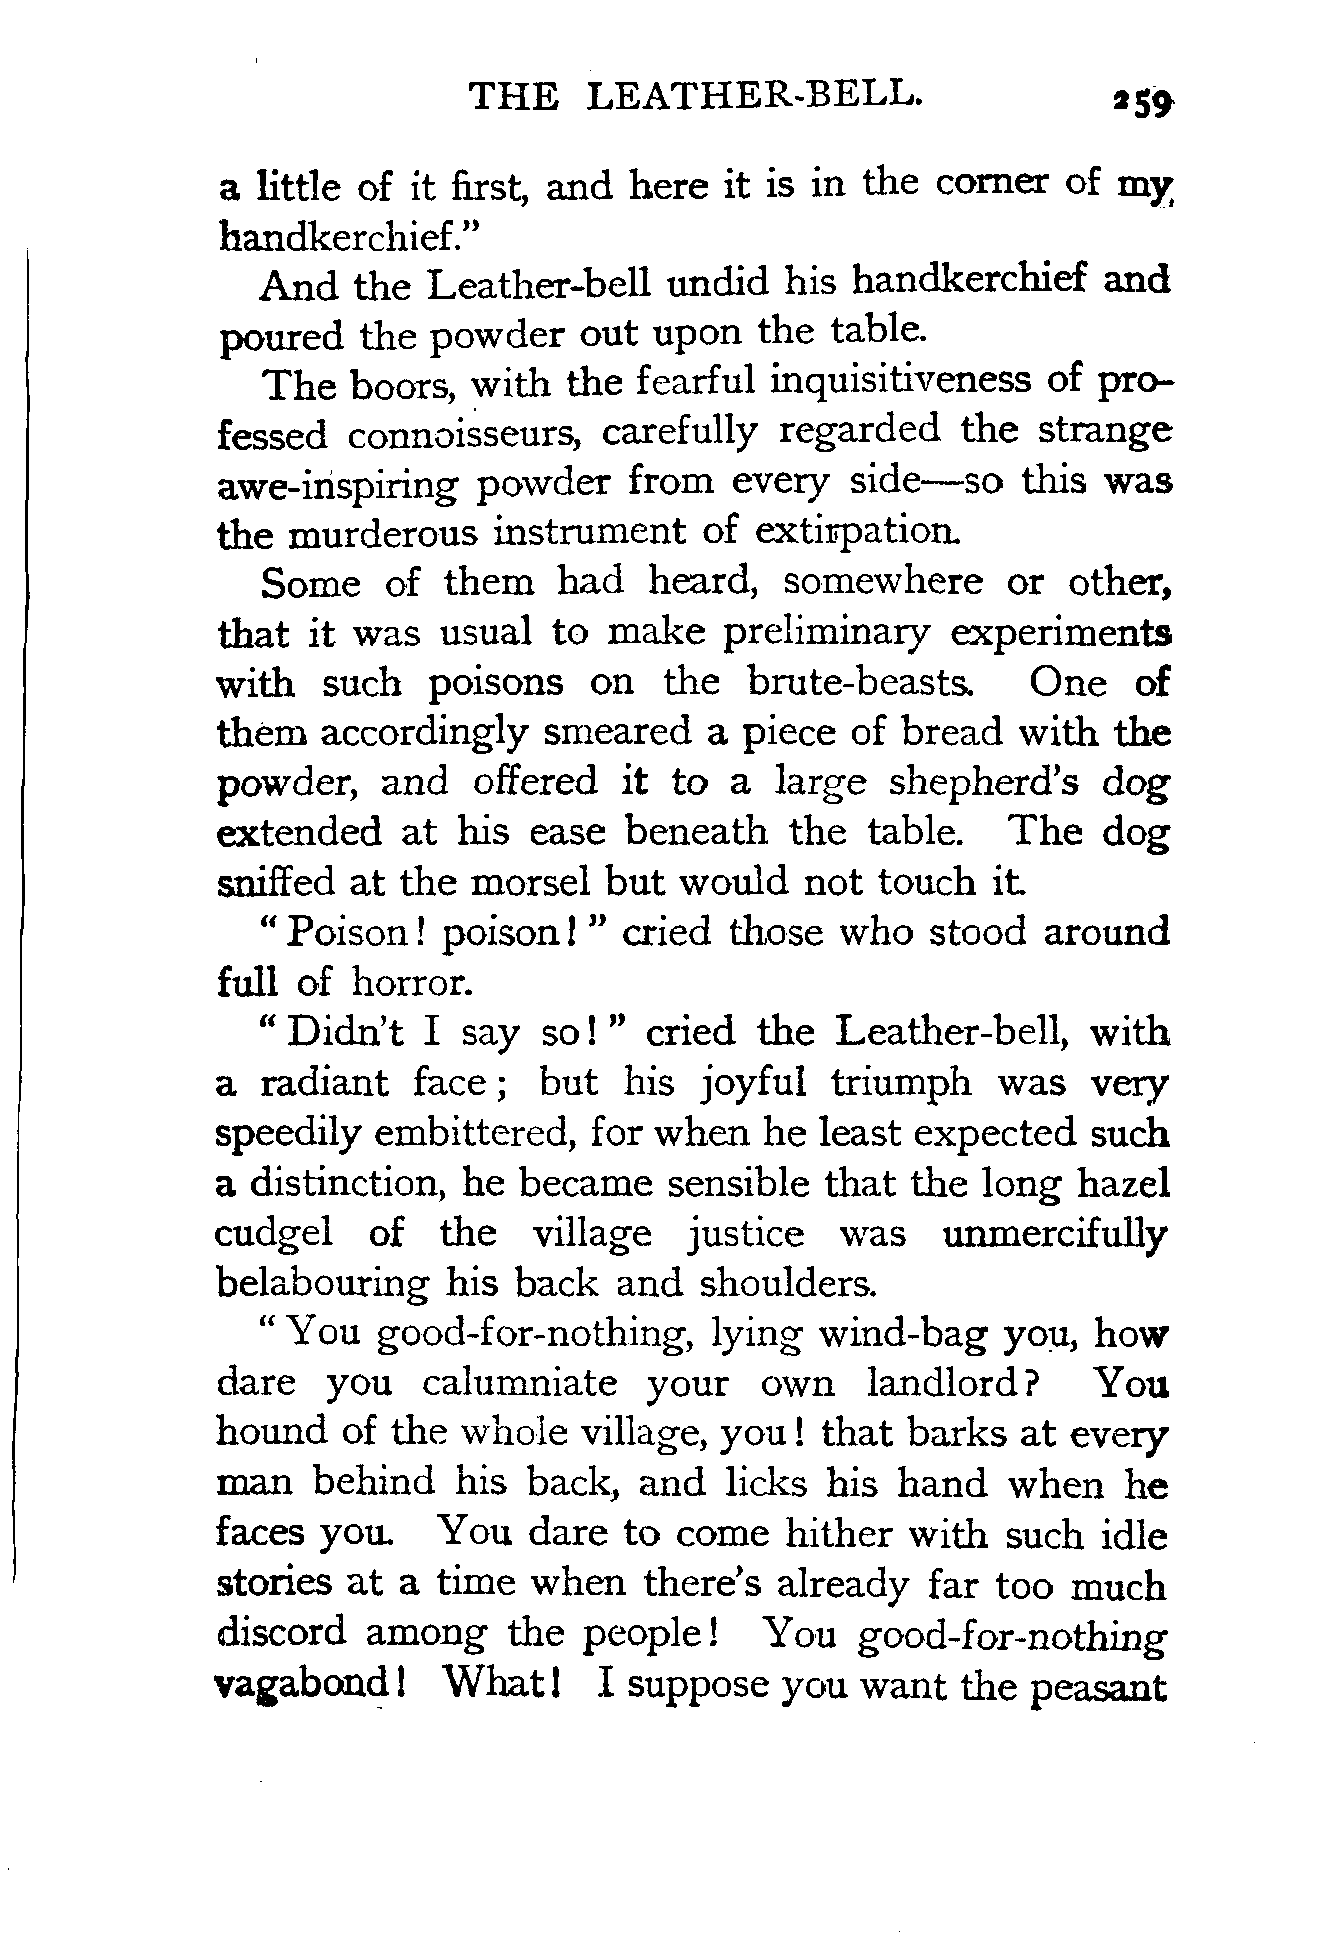 THE LEATHER-BELL. 259
a little of it first, and here it is in the corner of my
handkerchief."
And the Leather-bell undid his handkerchief and
poured the powder out upon the table.
The boors, with the fearful inquisitiveness of pro-
fessed connoisseurs, carefully regarded the strange
awe-inspiring powder from every side—so this was
the murderous instrument of extirpation.
Some of them had heard, somewhere or other,
that it was usual to make preliminary experiments
with such poisons on the brute-beasts. One of
them accordingly smeared a piece of bread with the
powder, and offered it to a large shepherd's dog
extended at his ease beneath the table. The dog
sniffed at the morsel but would not touch it.
"Poison! poison!" cried those who stood around
full of horror.
"Didn't I say so!" cried the Leather-bell, with
a radiant face; but his joyful triumph was very
speedily embittered, for when he least expected such
a distinction, he became sensible that the long hazel
cudgel of the village justice was unmercifully
belabouring his back and shoulders.
"You good-for-nothing, lying wind-bag you, how
dare you calumniate your own landlord? You
hound of the whole village, you! that barks at every
man behind his back, and licks his hand when he
faces you. You dare to come hither with such idle
stories at a time when there's already far too much
discord among the people! You good-for-nothing
vagabond! What! I suppose you want the peasant